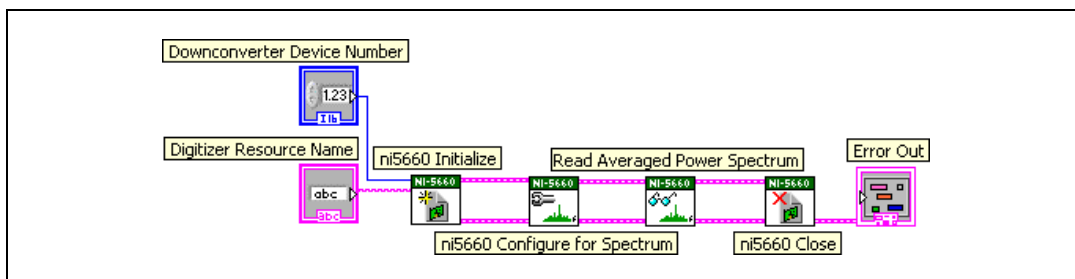 Downconverter Device Number
1.23
I16
Digitizer Resource Name
abc
abc
ni5660 Initialize
NI-5660
NI-5660
ni5660 Configure for Spectrum
Read Averaged Power Spectrum
NI-5660
NI-5660
ni5660 Close
Error Out